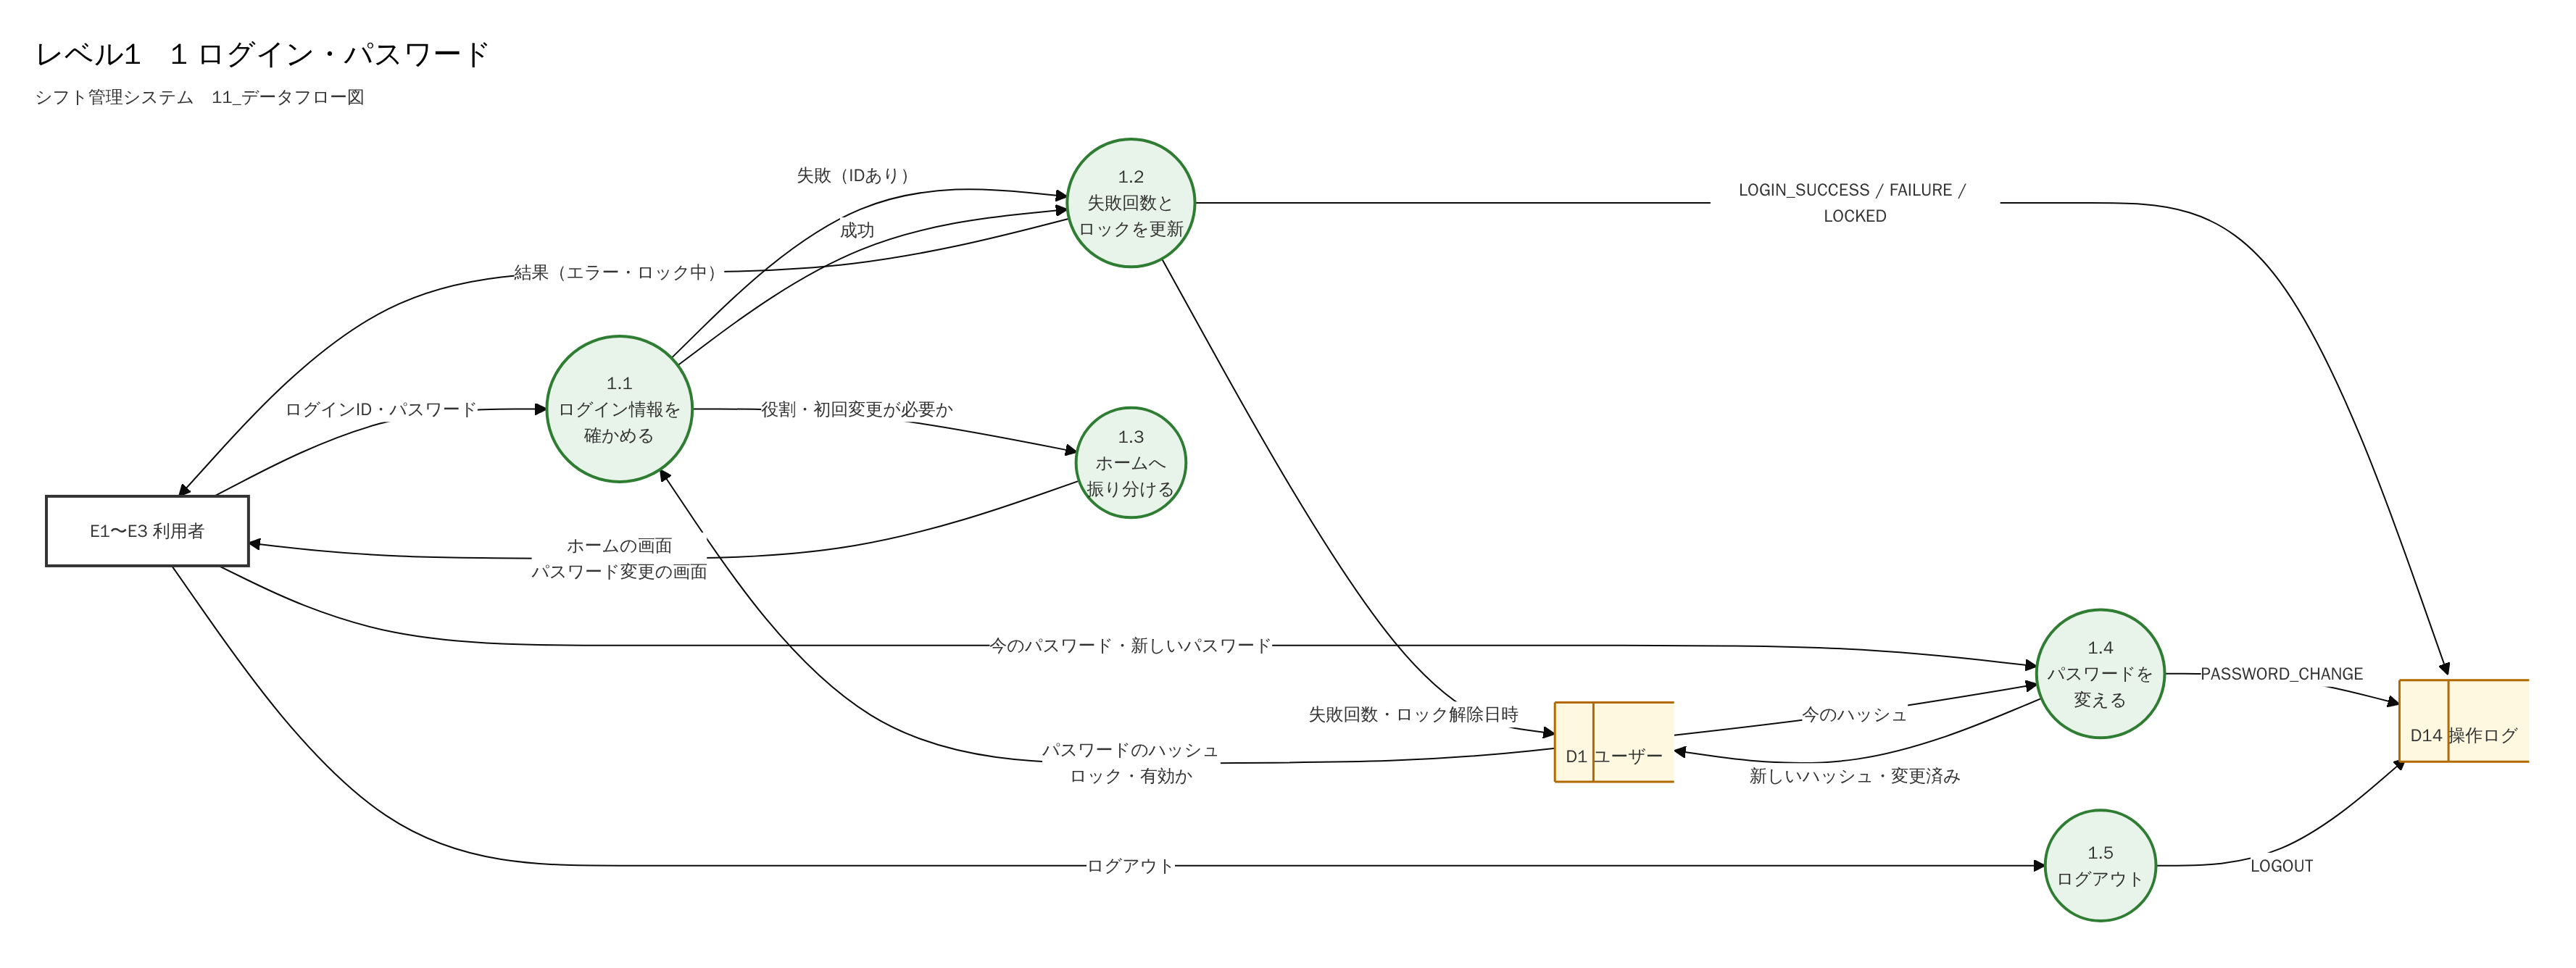 レベル1　1 ログイン・パスワード
シフト管理システム　11_データフロー図
失敗（IDあり）
成功
結果（エラー・ロック中）
1.2
失敗回数と
ロックを更新
LOGIN_SUCCESS / FAILURE /
LOCKED
ログインID・パスワード
1.1
ログイン情報を
確かめる
役割・初回変更が必要か
1.3
ホームへ
振り分ける
E1〜E3 利用者
ホームの画面
パスワード変更の画面
今のパスワード・新しいパスワード
1.4
パスワードを
変える
PASSWORD_CHANGE
失敗回数・ロック解除日時
今のハッシュ
D14 操作ログ
パスワードのハッシュ
ロック・有効か
D1 ユーザー
新しいハッシュ・変更済み
ログアウト
1.5
ログアウト
LOGOUT